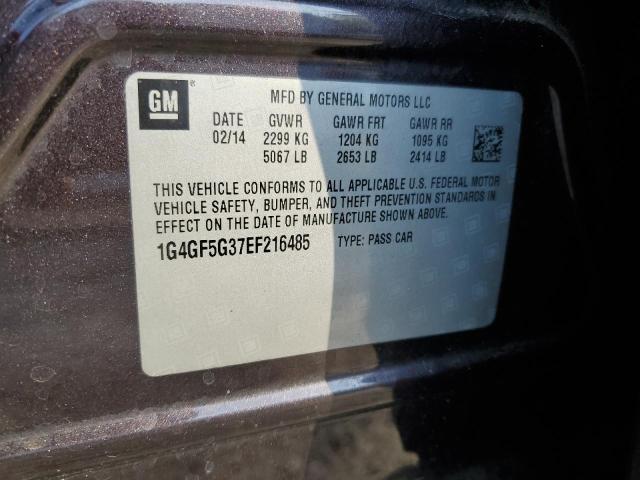 GM ®
MFD BY GENERAL MOTORS LLC
DATE GVWR GAWR FRT GAWR RR
02/14 2299 KG 1204 KG 1095 KG
5067 LB 2653 LB 2414 LB
THIS VEHICLE CONFORMS TO ALL APPLICABLE U.S. FEDERAL MOTOR
VEHICLE SAFETY, BUMPER, AND THEFT PREVENTION STANDARDS IN
EFFECT ON THE DATE OF MANUFACTURE SHOWN ABOVE.
1G4GF5G37EF216485 TYPE: PASS CAR